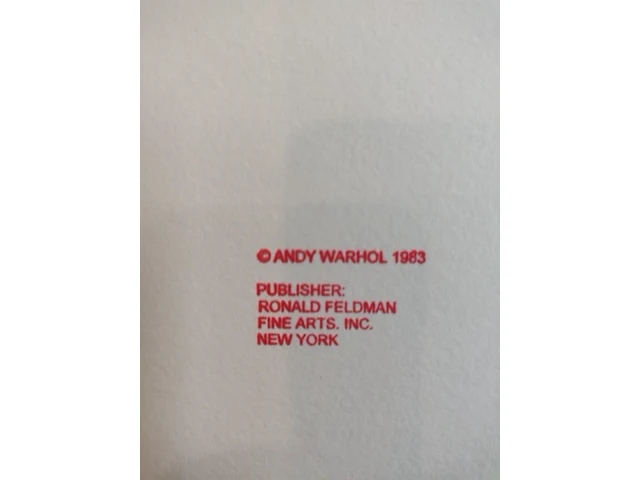 © ANDY WARHOL 1983
PUBLISHER:
RONALD FELDMAN
FINE ARTS, INC.
NEW YORK